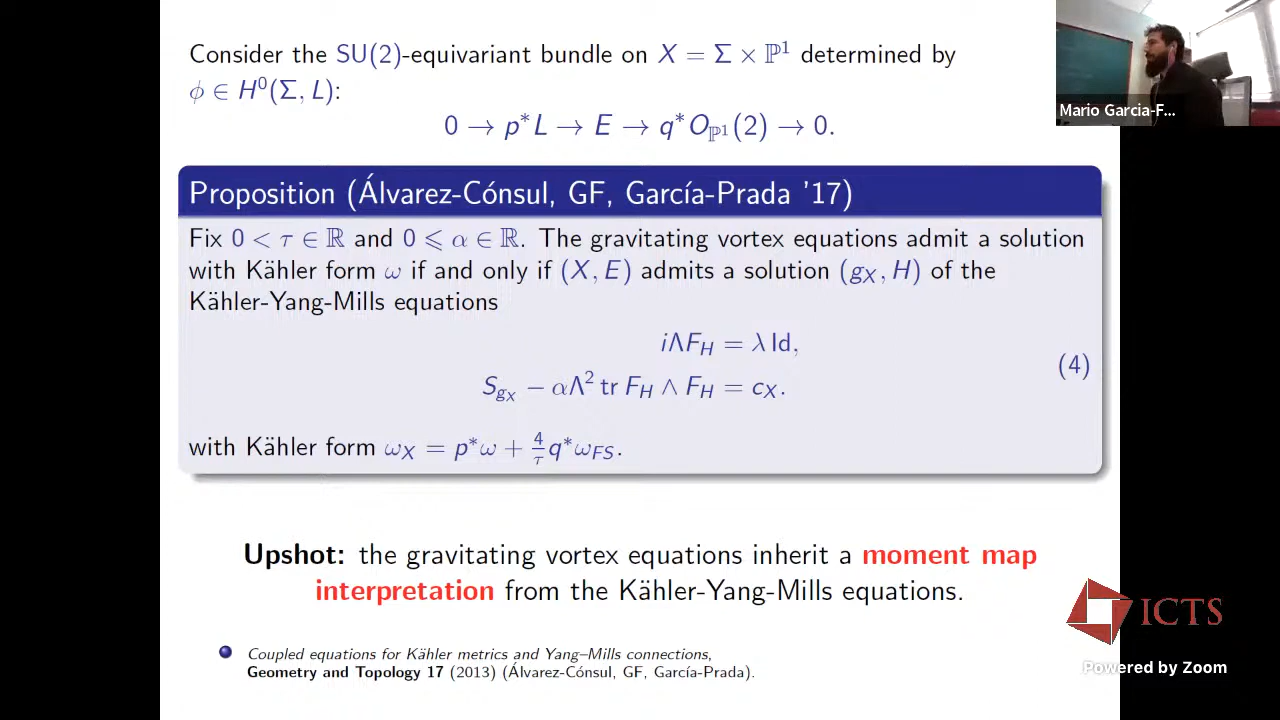 Consider the SU(2)-equivariant bundle on X = Σ × ℙ¹ determined by
ϕ ∈ H⁰(Σ, L):
0 → p*L → E → q*O_ℙ¹(2) → 0.
Proposition (Álvarez-Cónsul, GF, García-Prada '17)
Fix 0 < τ ∈ ℝ and 0 ⩽ α ∈ ℝ. The gravitating vortex equations admit a solution
with Kähler form ω if and only if (X, E) admits a solution (g_X, H) of the
Kähler-Yang-Mills equations
iΛF_H = λ Id,
S_{g_X} − αΛ² tr F_H ∧ F_H = c_X.
(4)
with Kähler form ω_X = p*ω + 4/τ q*ω_FS.
Upshot: the gravitating vortex equations inherit a moment map
interpretation from the Kähler-Yang-Mills equations.
Coupled equations for Kähler metrics and Yang–Mills connections,
Geometry and Topology 17 (2013) (Álvarez-Cónsul, GF, García-Prada).
Mario Garcia-F...
ICTS
Powered by Zoom